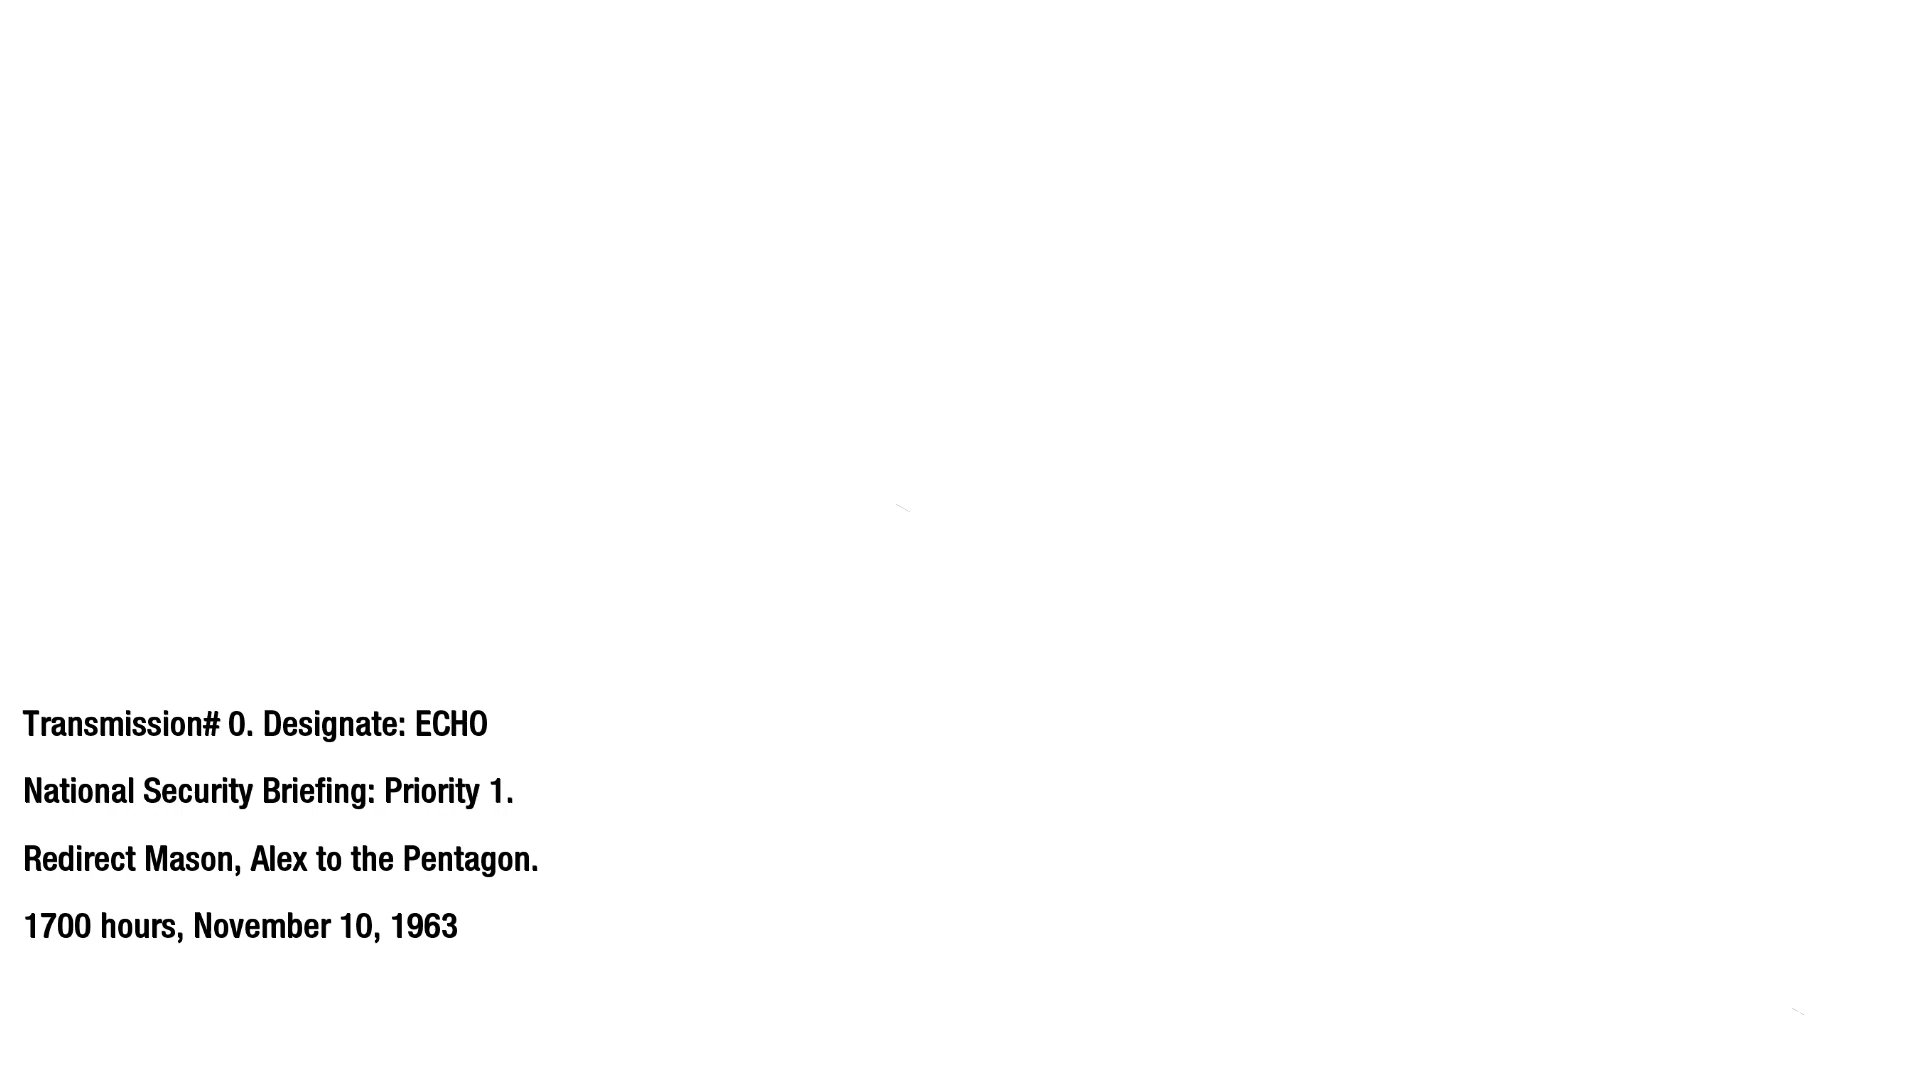 Transmission# 0. Designate: ECHO
National Security Briefing: Priority 1.
Redirect Mason, Alex to the Pentagon.
1700 hours, November 10, 1963